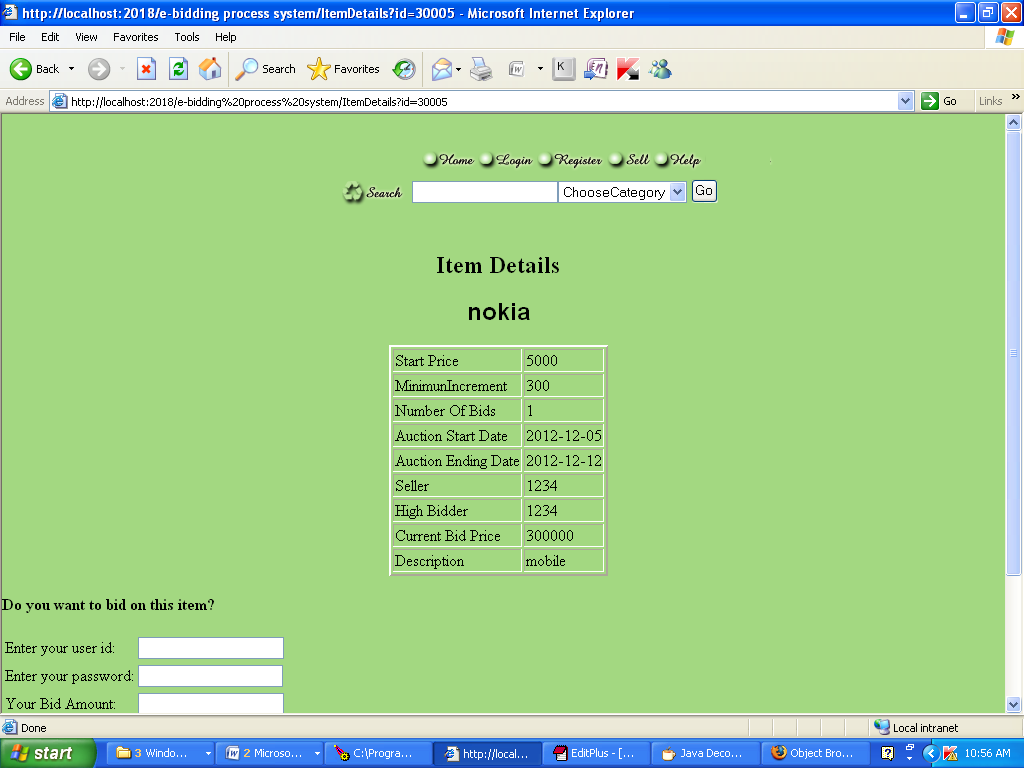 http://localhost:2018/e-bidding process system/ItemDetails?id=30005 - Microsoft Internet Explorer
File Edit View Favorites Tools Help
Back Search Favorites
Address http://localhost:2018/e-bidding%20process%20system/ItemDetails?id=30005 Go Links »
Home Login Register Sell Help
Search ChooseCategory Go
Item Details
nokia
Start Price 5000
MinimunIncrement 300
Number Of Bids 1
Auction Start Date 2012-12-05
Auction Ending Date 2012-12-12
Seller 1234
High Bidder 1234
Current Bid Price 300000
Description mobile
Do you want to bid on this item?
Enter your user id:
Enter your password:
Your Bid Amount:
Done Local intranet
start 3 Windo... 2 Microso... C:\Progra... http://local... EditPlus - [... Java Deco... Object Bro... 10:56 AM